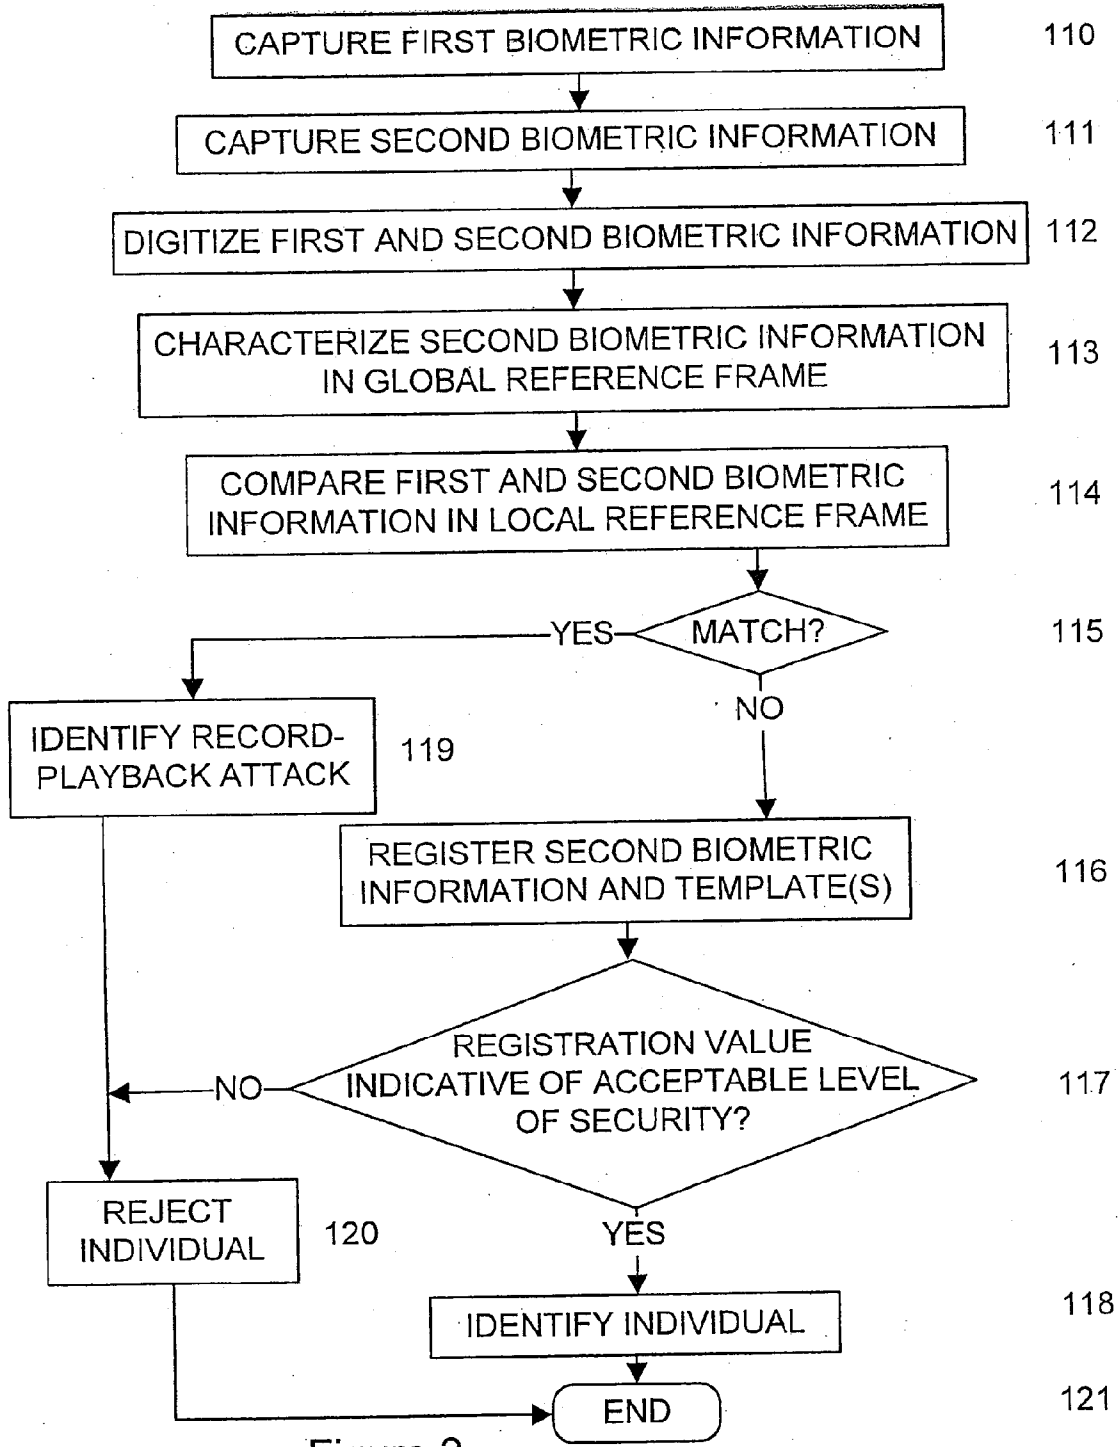 CAPTURE FIRST BIOMETRIC INFORMATION 110
CAPTURE SECOND BIOMETRIC INFORMATION 111
DIGITIZE FIRST AND SECOND BIOMETRIC INFORMATION 112
CHARACTERIZE SECOND BIOMETRIC INFORMATION
IN GLOBAL REFERENCE FRAME
113
COMPARE FIRST AND SECOND BIOMETRIC
INFORMATION IN LOCAL REFERENCE FRAME
114
YES MATCH? 115
NO
IDENTIFY RECORD-
PLAYBACK ATTACK
119
REGISTER SECOND BIOMETRIC
INFORMATION AND TEMPLATE(S)
116
REGISTRATION VALUE
INDICATIVE OF ACCEPTABLE LEVEL
OF SECURITY?
NO
117
REJECT
INDIVIDUAL
120
YES
IDENTIFY INDIVIDUAL 118
END 121